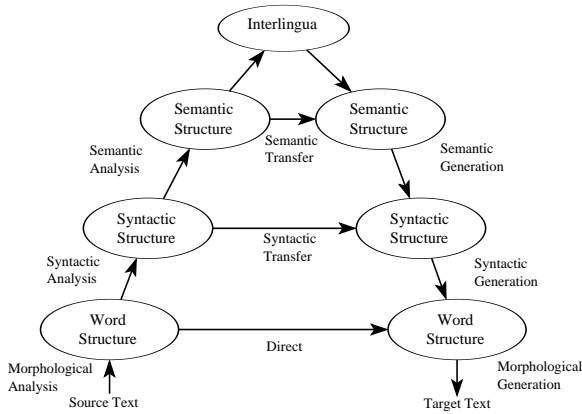 Interlingua
Semantic
Structure
Semantic
Structure
Semantic
Transfer
Semantic
Analysis
Semantic
Generation
Syntactic
Structure
Syntactic
Structure
Syntactic
Transfer
Syntactic
Analysis
Syntactic
Generation
Word
Structure
Word
Structure
Direct
Morphological
Analysis
Morphological
Generation
Source Text
Target Text